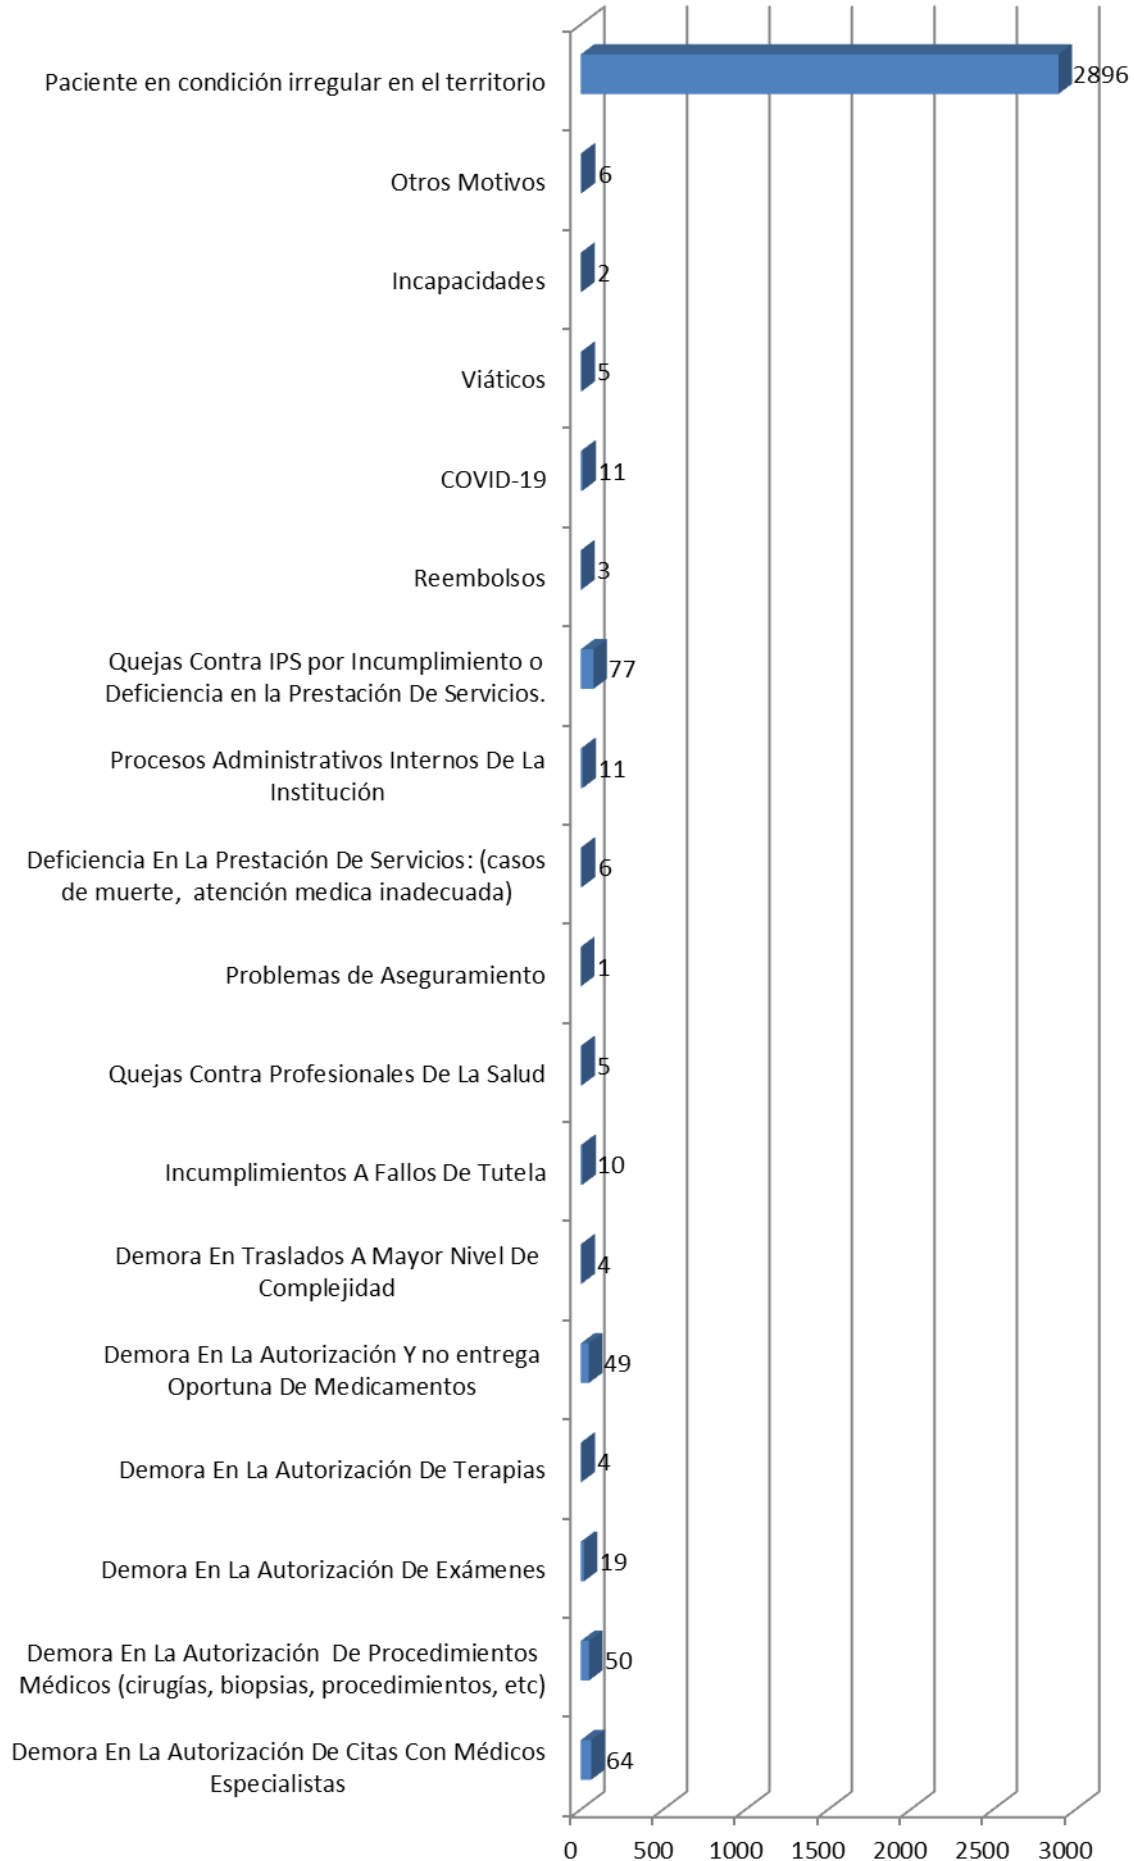 Paciente en condición irregular en el territorio
2896
Otros Motivos
6
Incapacidades
2
Viáticos
5
COVID-19
11
Reembolsos
3
Quejas Contra IPS por Incumplimiento o
Deficiencia en la Prestación De Servicios.
77
Procesos Administrativos Internos De La
Institución
11
Deficiencia En La Prestación De Servicios: (casos
de muerte, atención medica inadecuada)
6
Problemas de Aseguramiento
1
Quejas Contra Profesionales De La Salud
5
Incumplimientos A Fallos De Tutela
10
Demora En Traslados A Mayor Nivel De
Complejidad
4
Demora En La Autorización Y no entrega
Oportuna De Medicamentos
49
Demora En La Autorización De Terapias
4
Demora En La Autorización De Exámenes
19
Demora En La Autorización De Procedimientos
Médicos (cirugías, biopsias, procedimientos, etc)
50
Demora En La Autorización De Citas Con Médicos
Especialistas
64
0 500 1000 1500 2000 2500 3000